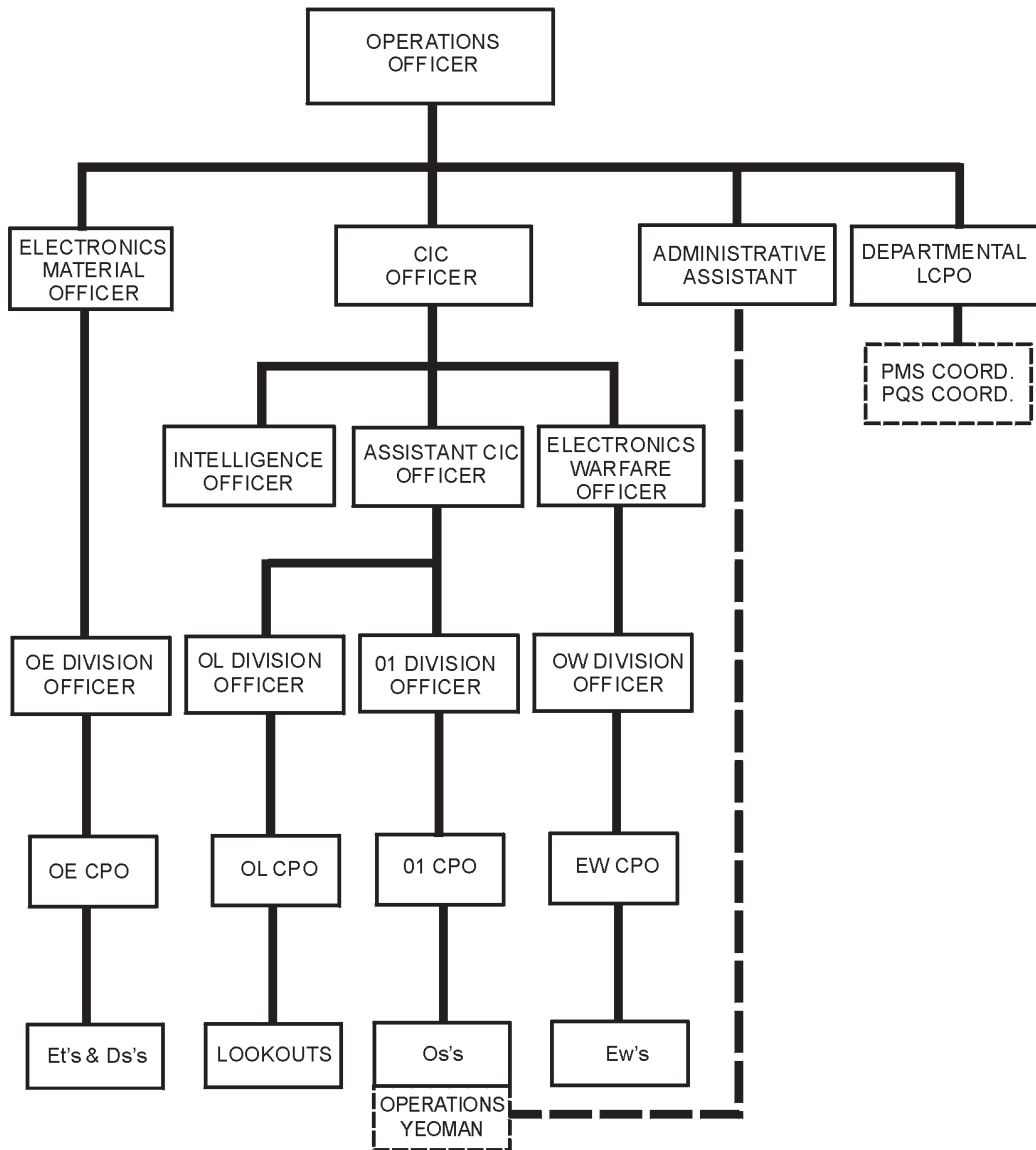 OPERATIONS
OFFICER
ELECTRONICS
MATERIAL
OFFICER
CIC
OFFICER
ADMINISTRATIVE
ASSISTANT
DEPARTMENTAL
LCPO
PMS COORD.
PQS COORD.
INTELLIGENCE
OFFICER
ASSISTANT CIC
OFFICER
ELECTRONICS
WARFARE
OFFICER
OE DIVISION
OFFICER
OL DIVISION
OFFICER
01 DIVISION
OFFICER
OW DIVISION
OFFICER
OE CPO
OL CPO
01 CPO
EW CPO
Et's & Ds's
LOOKOUTS
Os's
Ew's
OPERATIONS
YEOMAN